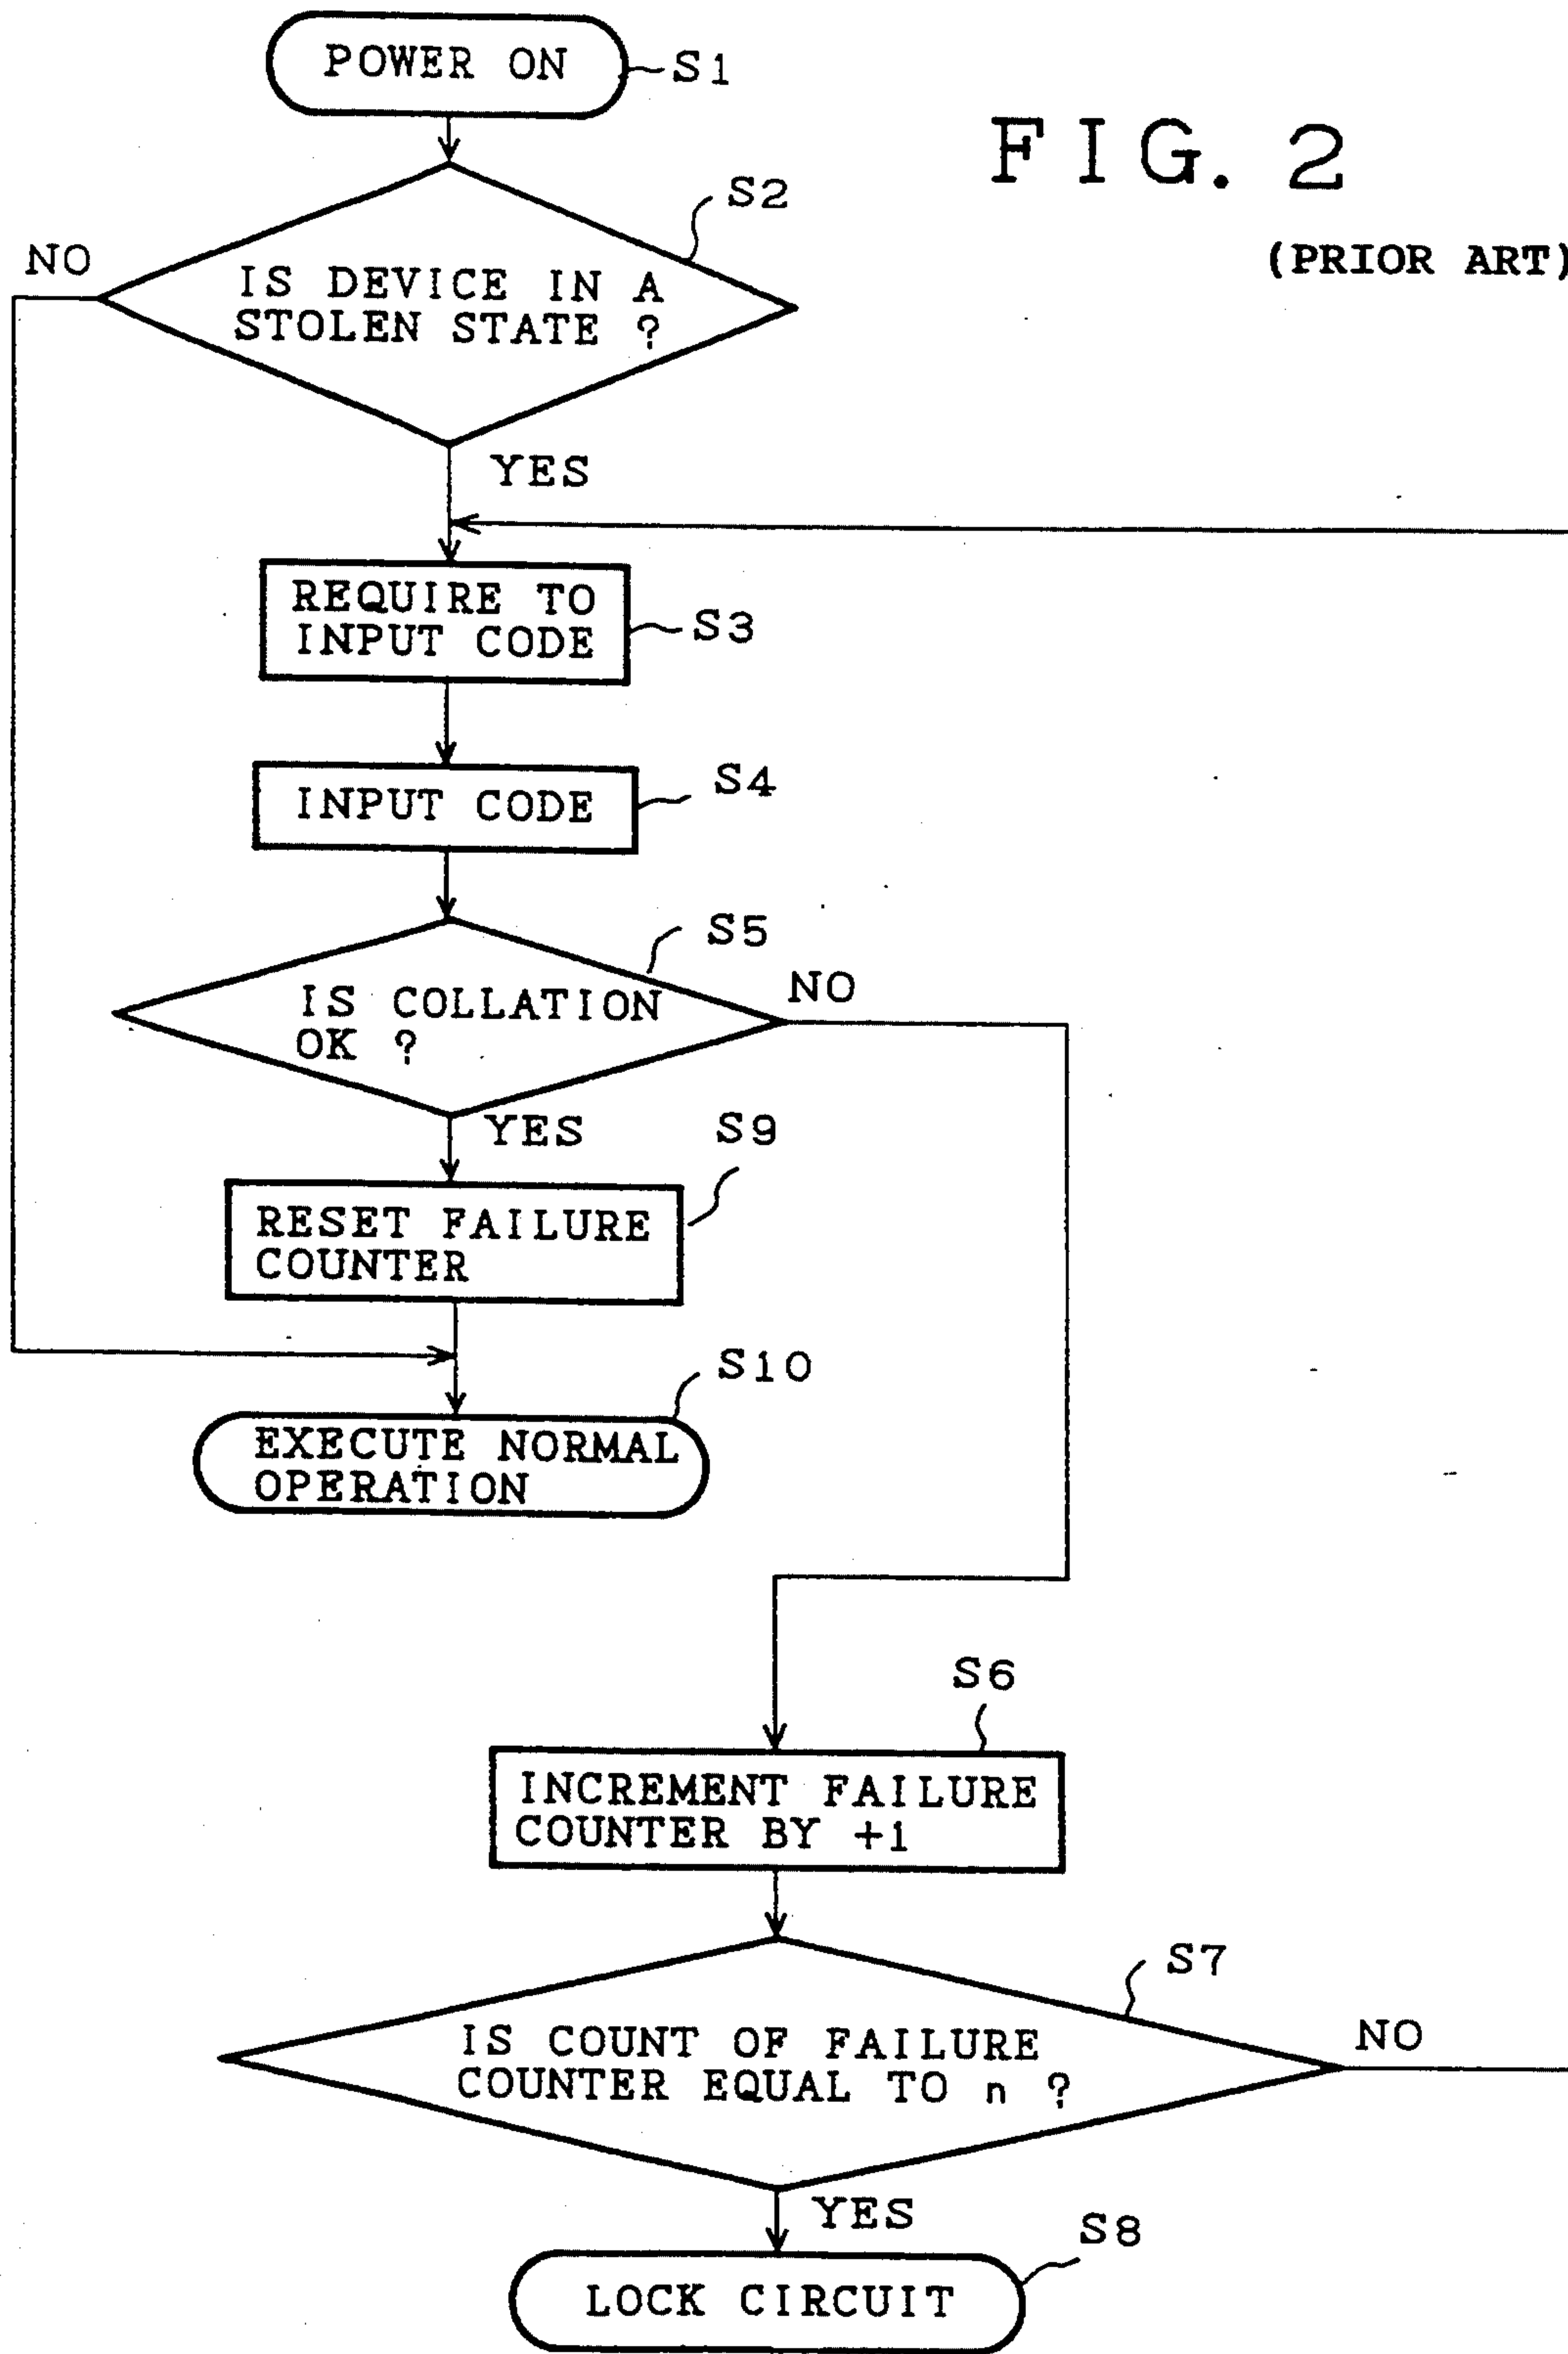 POWER ON
S1
FIG. 2
(PRIOR ART)
S2
NO
IS DEVICE IN A
STOLEN STATE ?
YES
REQUIRE TO
INPUT CODE
S3
INPUT CODE
S4
S5
IS COLLATION
OK ?
NO
YES
S9
RESET FAILURE
COUNTER
S10
EXECUTE NORMAL
OPERATION
S6
INCREMENT FAILURE
COUNTER BY +1
S7
IS COUNT OF FAILURE
COUNTER EQUAL TO n ?
NO
YES
S8
LOCK CIRCUIT